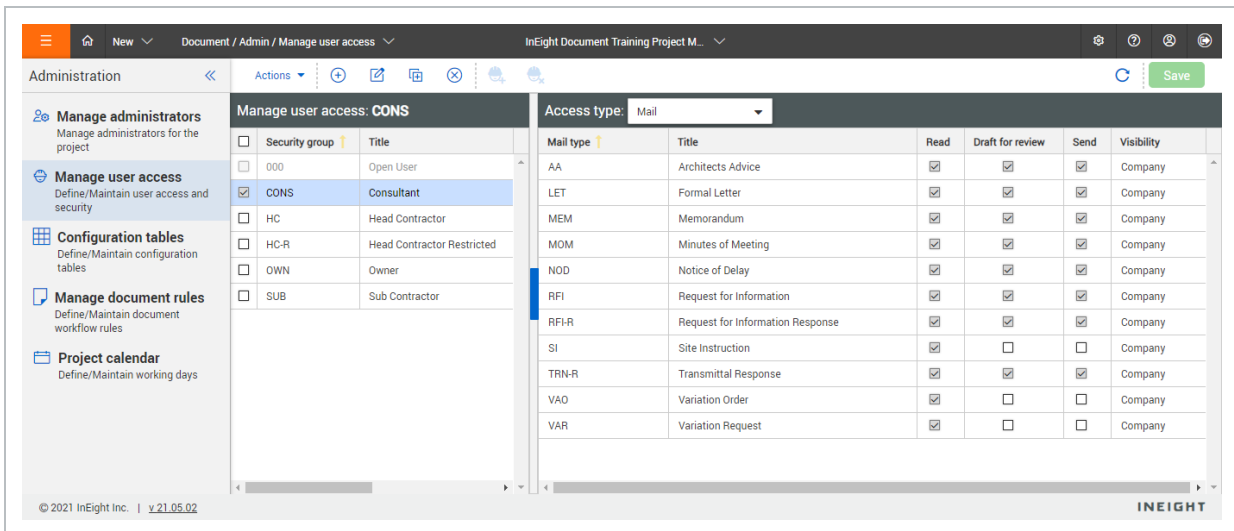 New Document / Admin / Manage user access InEight Document Training Project M...
Administration Actions Save
Manage administrators
Manage administrators for the
project
Manage user access
Define/Maintain user access and
security
Configuration tables
Define/Maintain configuration
tables
Manage document rules
Define/Maintain document
workflow rules
Project calendar
Define/Maintain working days
Manage user access: CONS
Security group Title
000 Open User
CONS Consultant
HC Head Contractor
HC-R Head Contractor Restricted
OWN Owner
SUB Sub Contractor
Access type: Mail
Mail type Title Read Draft for review Send Visibility
AA Architects Advice Company
LET Formal Letter Company
MEM Memorandum Company
MOM Minutes of Meeting Company
NOD Notice of Delay Company
RFI Request for Information Company
RFI-R Request for Information Response Company
SI Site Instruction Company
TRN-R Transmittal Response Company
VAO Variation Order Company
VAR Variation Request Company
© 2021 InEight Inc. | v 21.05.02 INEIGHT